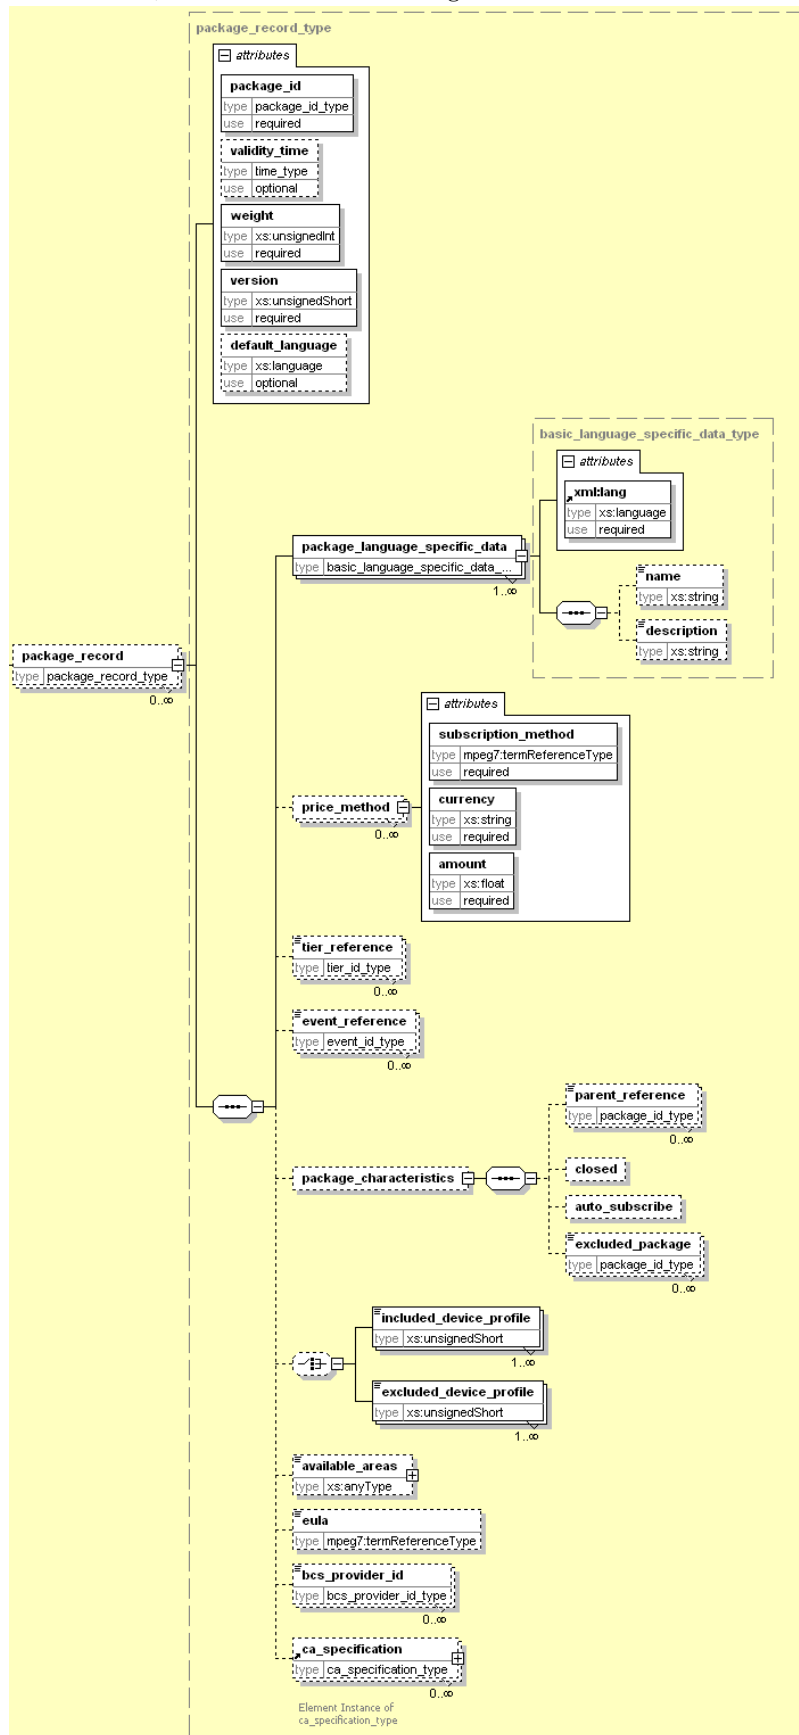 package_record_type
attributes
package_id
type package_id_type
use required
validity_time
type time_type
use optional
weight
type xs:unsignedInt
use required
version
type xs:unsignedShort
use required
default_language
type xs:language
use optional
basic_language_specific_data_type
attributes
xml:lang
type xs:language
use required
package_language_specific_data
type basic_language_specific_data_...
1..∞
name
type xs:string
description
type xs:string
package_record
type package_record_type
0..∞
attributes
subscription_method
type mpeg7:termReferenceType
use required
price_method
0..∞
currency
type xs:string
use required
amount
type xs:float
use required
tier_reference
type tier_id_type
0..∞
event_reference
type event_id_type
0..∞
parent_reference
type package_id_type
0..∞
package_characteristics
closed
auto_subscribe
excluded_package
type package_id_type
0..∞
included_device_profile
type xs:unsignedShort
1..∞
excluded_device_profile
type xs:unsignedShort
1..∞
available_areas
type xs:anyType
eula
type mpeg7:termReferenceType
bcs_provider_id
type bcs_provider_id_type
0..∞
ca_specification
type ca_specification_type
0..∞
Element Instance of
ca_specification_type